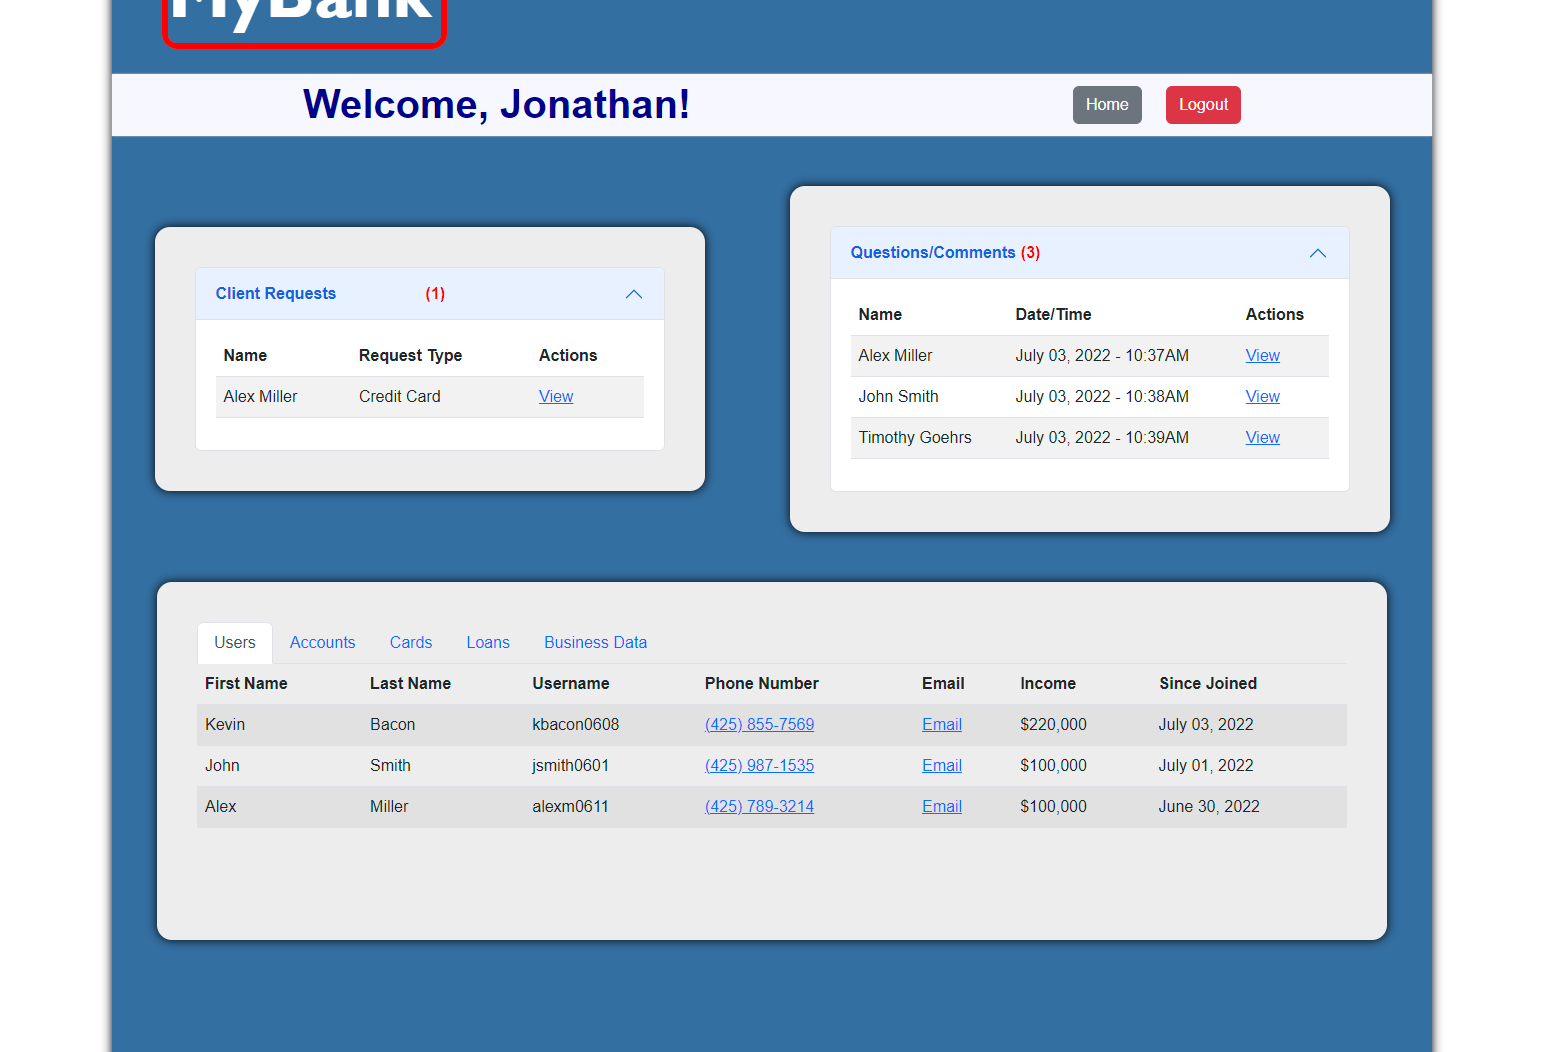 MyBank
Welcome, Jonathan!
Home
Logout
Client Requests (1)
Name Request Type Actions
Alex Miller Credit Card View
Questions/Comments (3)
Name Date/Time Actions
Alex Miller July 03, 2022 - 10:37AM View
John Smith July 03, 2022 - 10:38AM View
Timothy Goehrs July 03, 2022 - 10:39AM View
Users Accounts Cards Loans Business Data
First Name Last Name Username Phone Number Email Income Since Joined
Kevin Bacon kbacon0608 (425) 855-7569 Email $220,000 July 03, 2022
John Smith jsmith0601 (425) 987-1535 Email $100,000 July 01, 2022
Alex Miller alexm0611 (425) 789-3214 Email $100,000 June 30, 2022